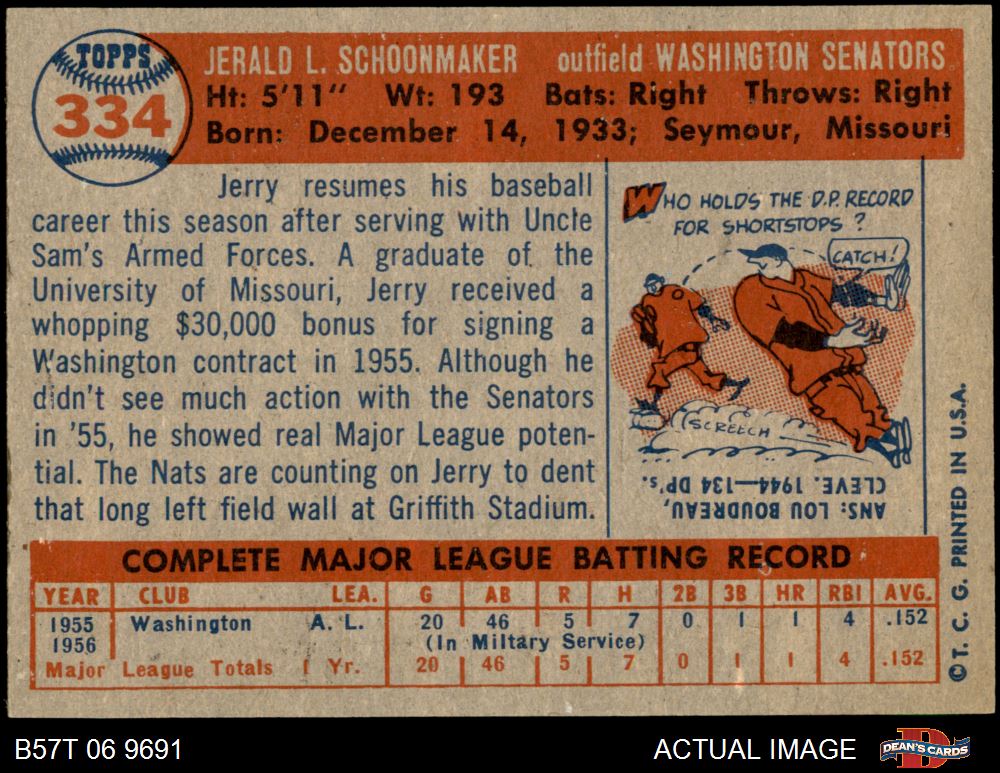 TOPPS
334
JERALD L. SCHOONMAKER outfield WASHINGTON SENATORS
Ht: 5'11" Wt: 193 Bats: Right Throws: Right
Born: December 14, 1933; Seymour, Missouri
Jerry resumes his baseball
career this season after serving with Uncle
Sam's Armed Forces. A graduate of the
University of Missouri, Jerry received a
whopping $30,000 bonus for signing a
Washington contract in 1955. Although he
didn't see much action with the Senators
in '55, he showed real Major League poten-
tial. The Nats are counting on Jerry to dent
that long left field wall at Griffith Stadium.
WHO HOLDS THE D.P. RECORD
FOR SHORTSTOPS ?
CATCH!
SCREECH
ANS: LOU BOUDREAU,
CLEVE. 1944—134 DP's.
COMPLETE MAJOR LEAGUE BATTING RECORD
YEAR CLUB LEA. G AB R H 2B 3B HR RBI AVG.
1955 Washington A. L. 20 46 5 7 0 1 1 4 .152
1956 (In Military Service)
Major League Totals 1 Yr. 20 46 5 7 0 1 1 4 .152
© T. C. G. PRINTED IN U.S.A.
B57T 06 9691 ACTUAL IMAGE DEAN'S CARDS